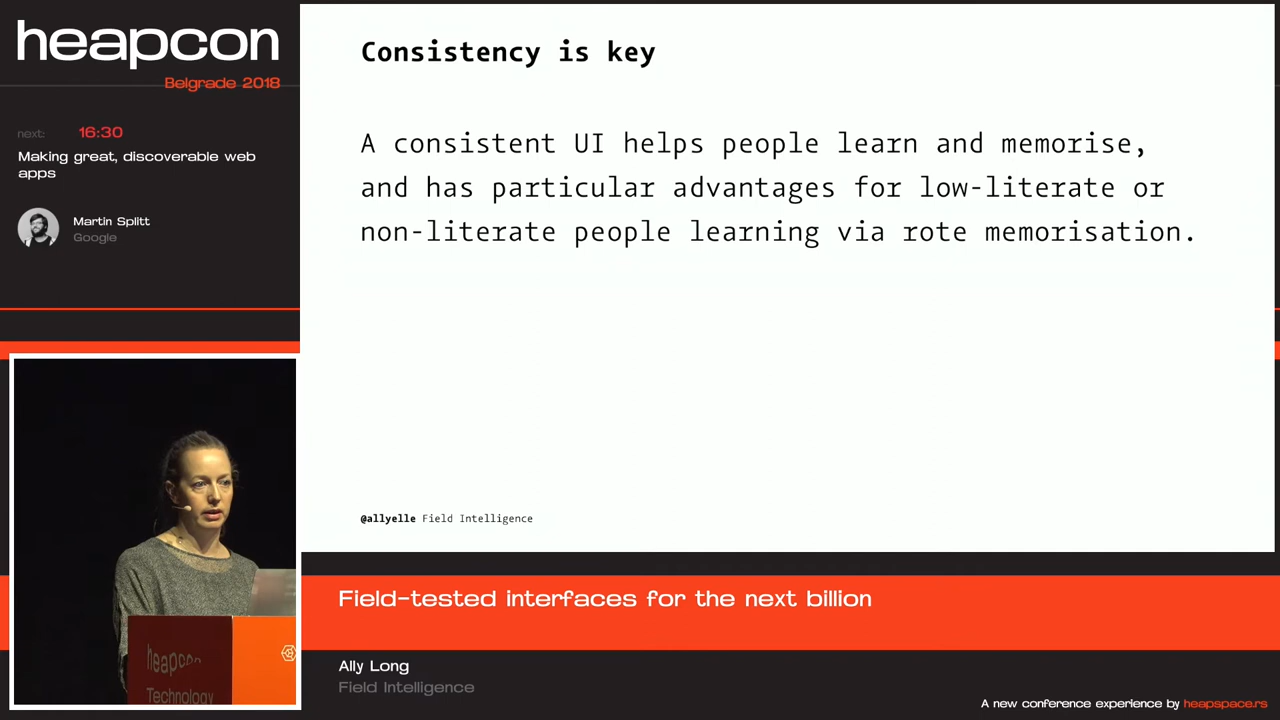 heapcon
Belgrade 2018
next: 16:30
Making great, discoverable web
apps
Martin Splitt
Google
Consistency is key
A consistent UI helps people learn and memorise,
and has particular advantages for low-literate or
non-literate people learning via rote memorisation.
@allyelle Field Intelligence
heapcon
Technology
Field-tested interfaces for the next billion
Ally Long
Field Intelligence
A new conference experience by heapspace.rs